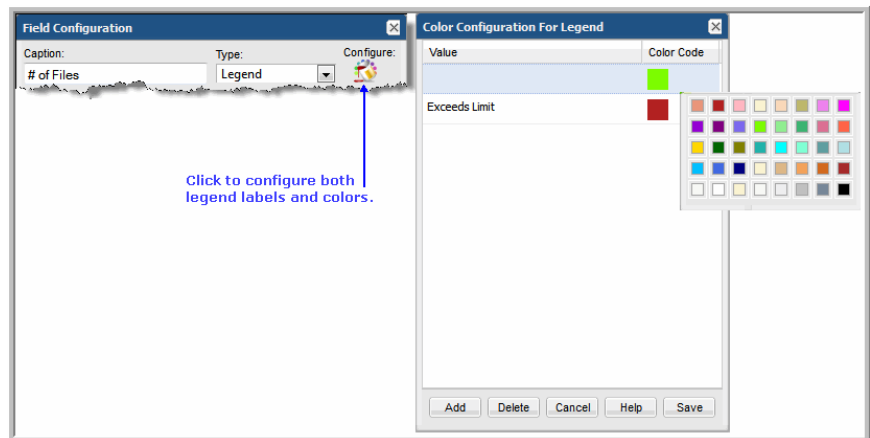 Field Configuration
Caption:
Type:
Configure:
# of Files
Legend
Click to configure both
legend labels and colors.
Color Configuration For Legend
Value
Color Code
Exceeds Limit
Add
Delete
Cancel
Help
Save